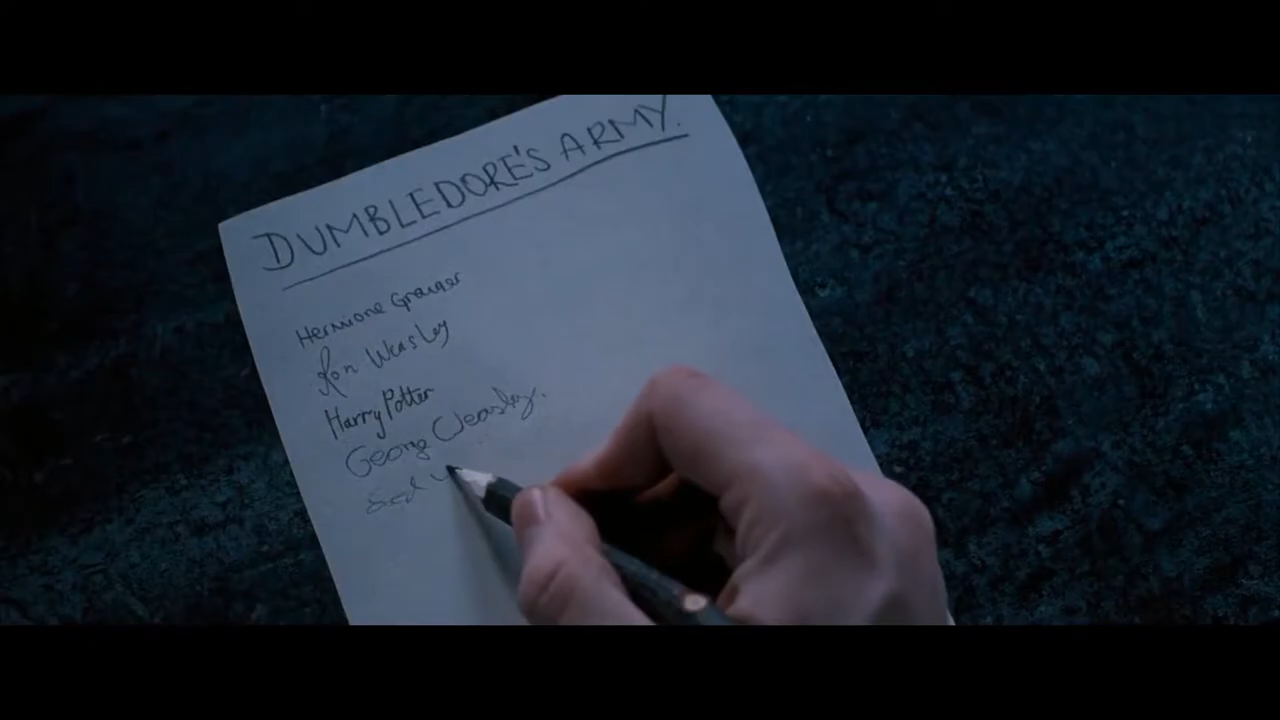 DUMBLEDORE'S ARMY.
Hermione Granger
Ron Weasley
Harry Potter
George Weasley.